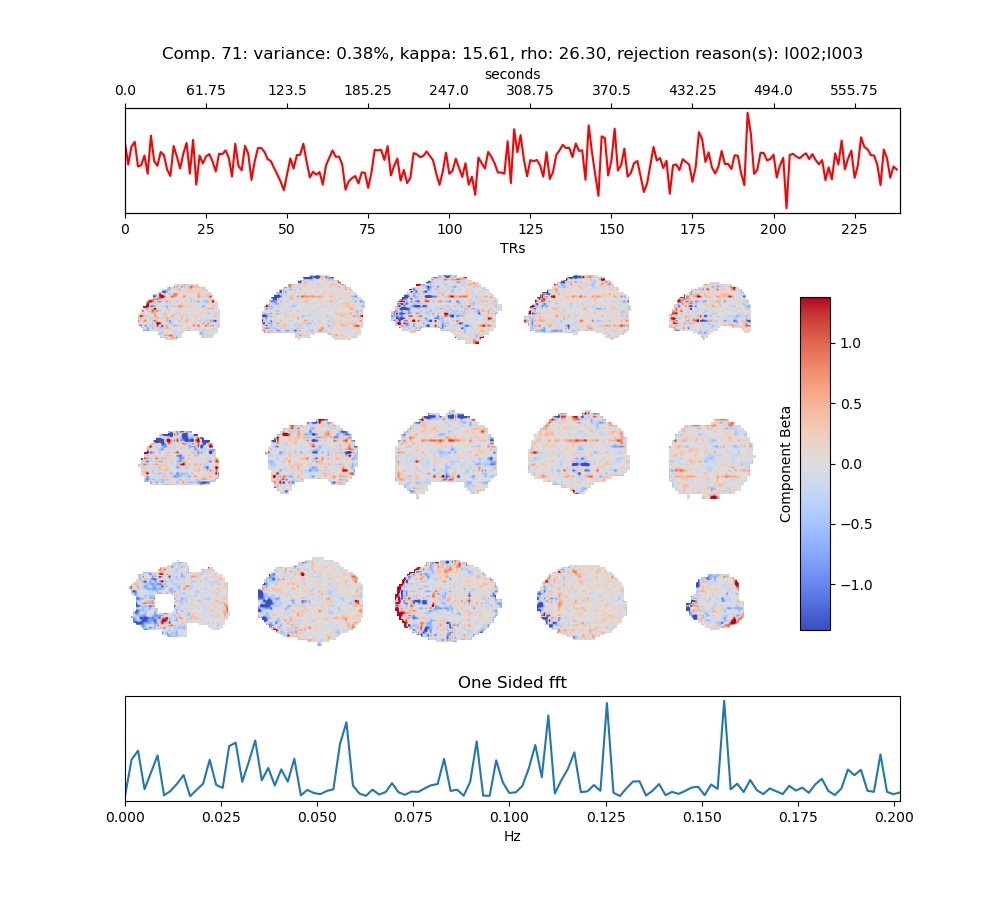 Comp. 71: variance: 0.38%, kappa: 15.61, rho: 26.30, rejection reason(s): I002;I003
seconds
0.0 61.75 123.5 185.25 247.0 308.75 370.5 432.25 494.0 555.75
0 25 50 75 100 125 150 175 200 225
TRs
Component Beta
1.0
0.5
0.0
−0.5
−1.0
One Sided fft
0.000 0.025 0.050 0.075 0.100 0.125 0.150 0.175 0.200
Hz